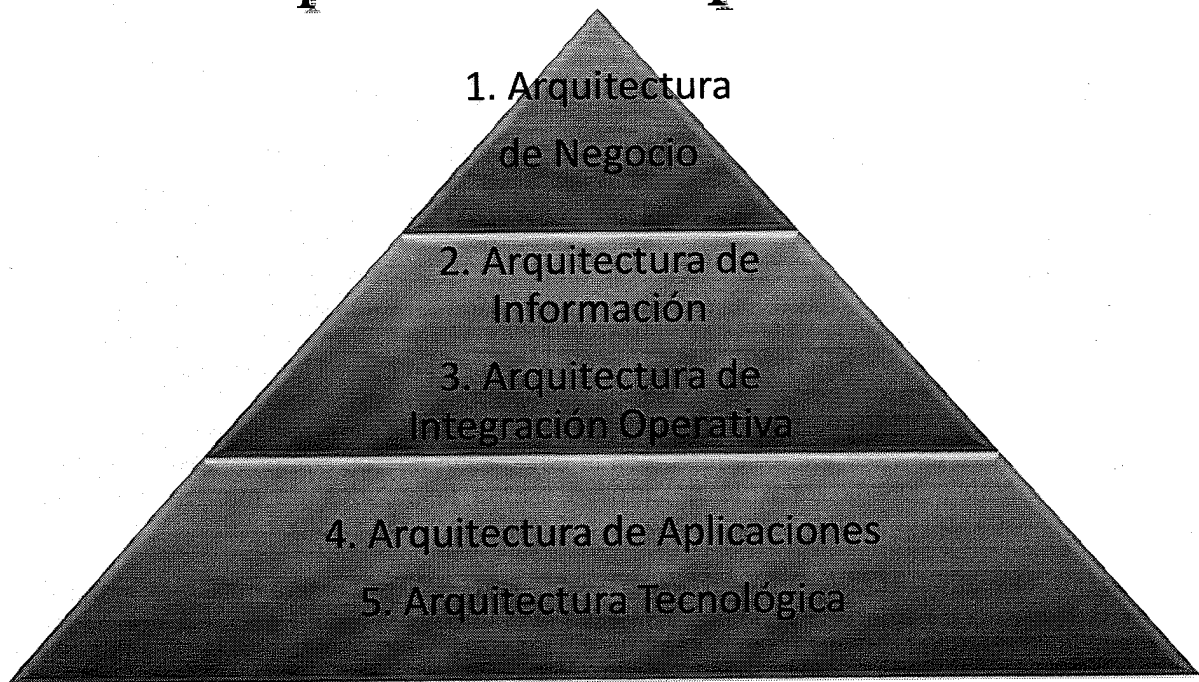 1. Arquitectura
de Negocio
2. Arquitectura de
Información
3. Arquitectura de
Integración Operativa
4. Arquitectura de Aplicaciones
5. Arquitectura Tecnológica